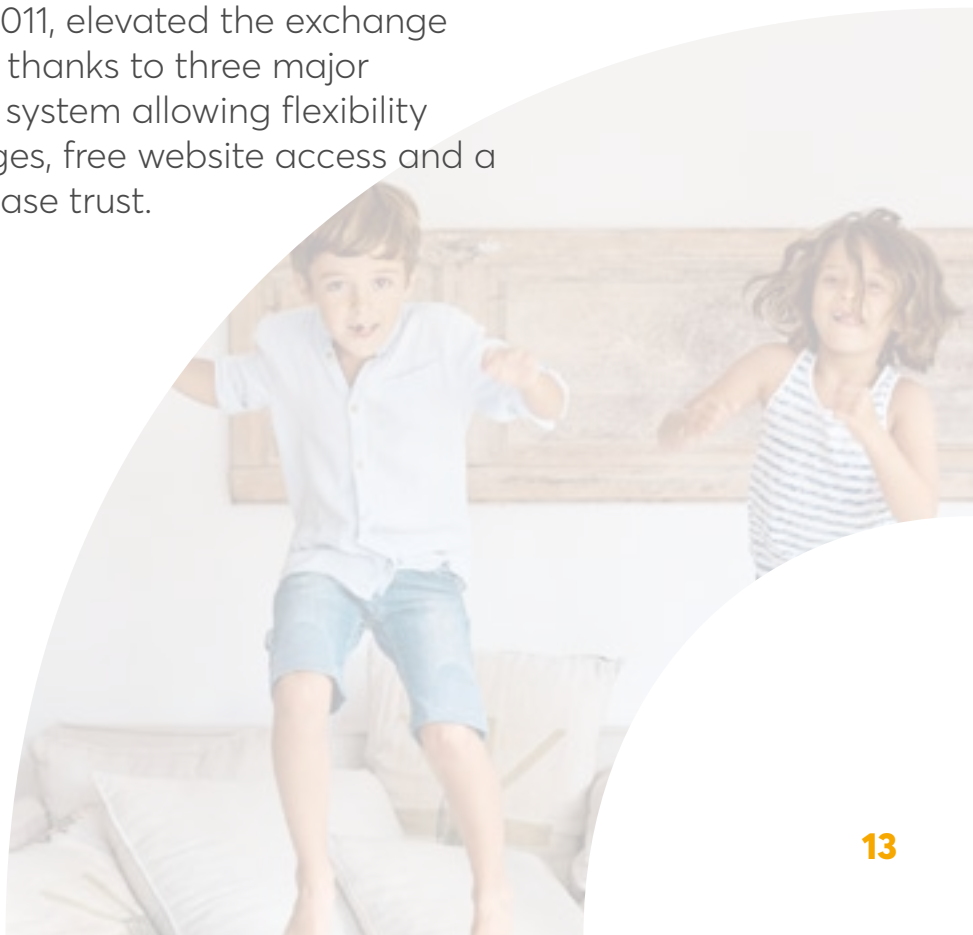 011, elevated the exchange
thanks to three major
system allowing flexibility
ges, free website access and a
ase trust.
13